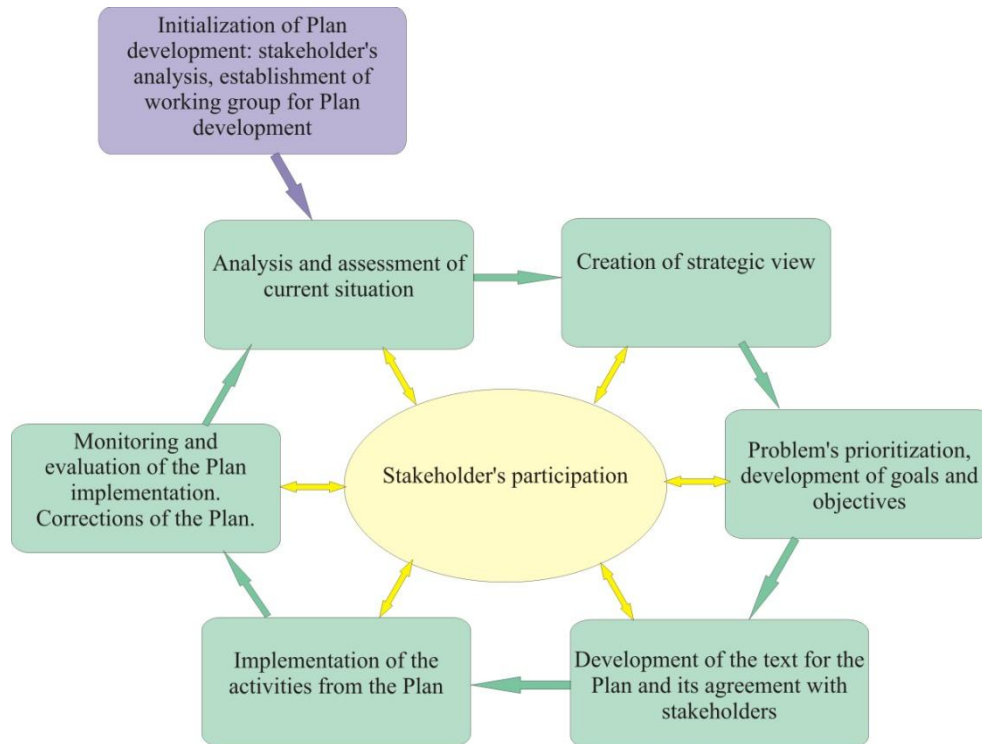 Initialization of Plan
development: stakeholder's
analysis, establishment of
working group for Plan
development
Analysis and assessment of
current situation
Creation of strategic view
Monitoring and
evaluation of the Plan
implementation.
Corrections of the Plan.
Stakeholder's participation
Problem's prioritization,
development of goals and
objectives
Implementation of the
activities from the Plan
Development of the text for the
Plan and its agreement with
stakeholders